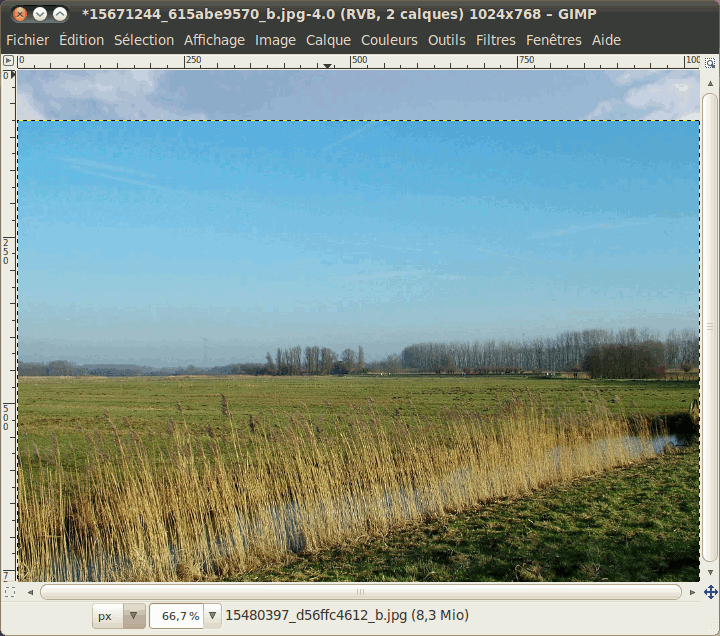 *15671244_615abe9570_b.jpg-4.0 (RVB, 2 calques) 1024x768 – GIMP
Fichier Édition Sélection Affichage Image Calque Couleurs Outils Filtres Fenêtres Aide
0 250 500 750 100
0
250
500
7
px 66,7 % 15480397_d56ffc4612_b.jpg (8,3 Mio)